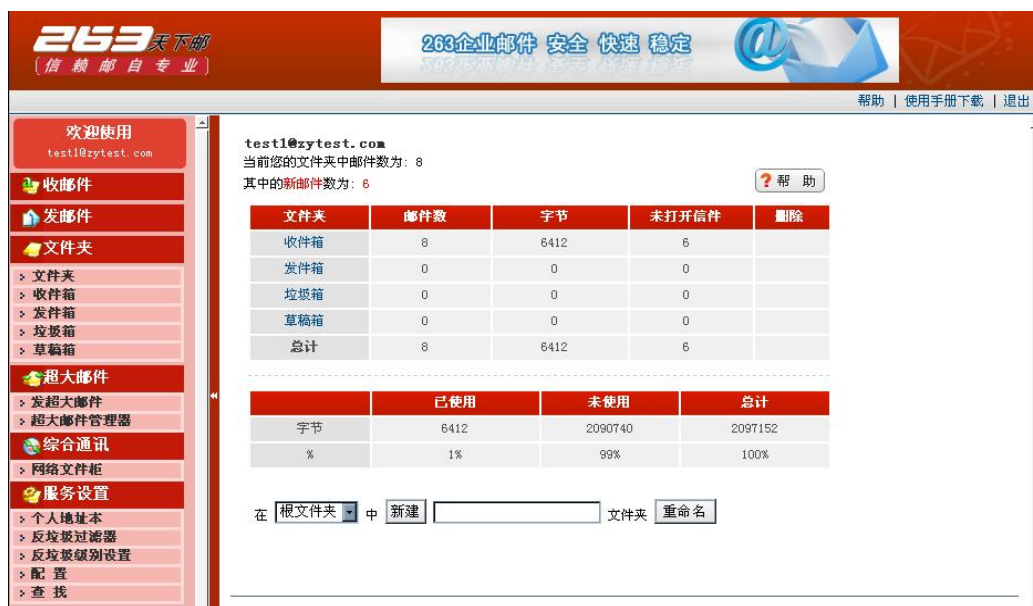 263天下邮
[信赖邮自专业]
263企业邮件 安全 快速 稳定
@
帮助 | 使用手册下载 | 退出
欢迎使用
test1@zytest.com
收邮件
发邮件
文件夹
文件夹
收件箱
发件箱
垃圾箱
草稿箱
超大邮件
发超大邮件
超大邮件管理器
综合通讯
网络文件柜
服务设置
个人地址本
反垃圾过滤器
反垃圾级别设置
配 置
查 找
test1@zytest.com
当前您的文件夹中邮件数为: 8
其中的新邮件数为: 6
? 帮 助
文件夹 邮件数 字节 未打开信件 删除
收件箱 8 6412 6
发件箱 0 0 0
垃圾箱 0 0 0
草稿箱 0 0 0
总计 8 6412 6
已使用 未使用 总计
字节 6412 2090740 2097152
% 1% 99% 100%
在 根文件夹 中 新建 文件夹 重命名